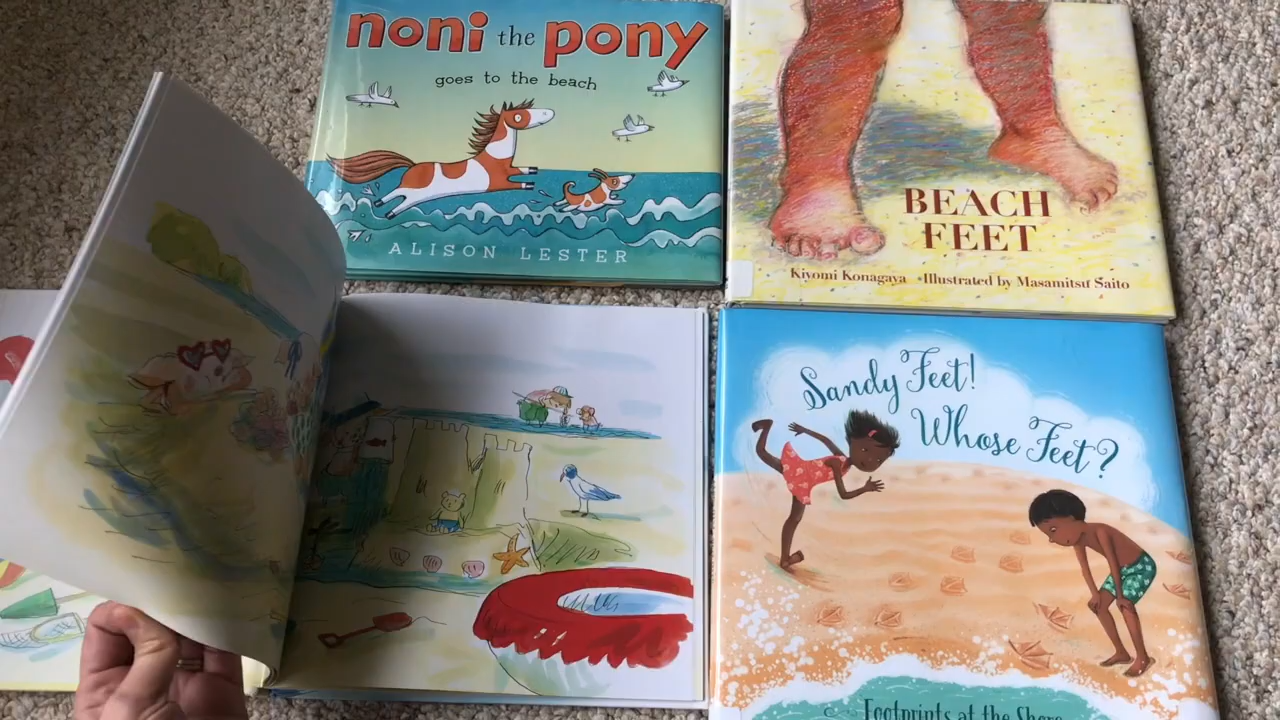 noni the pony
goes to the beach
ALISON LESTER
BEACH
FEET
Kiyomi Konagaya Illustrated by Masamitsu Saito
Sandy Feet!
Whose Feet?
Footprints at the Shore